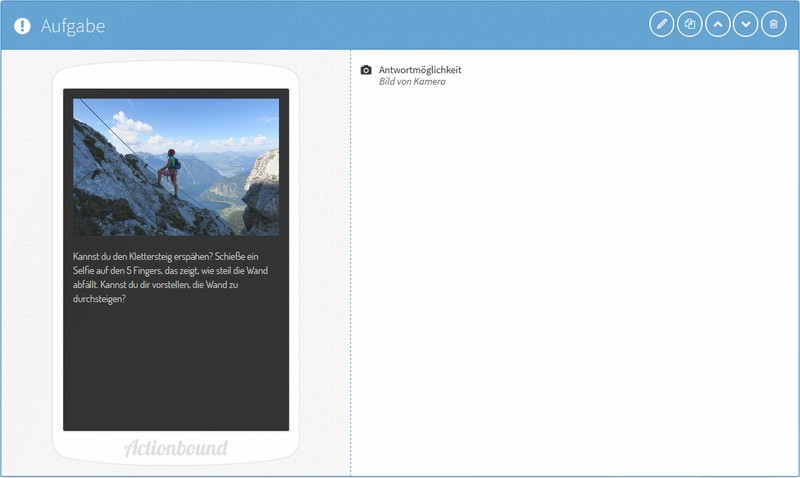 Aufgabe
Kannst du den Klettersteig erspähen? Schieße ein
Selfie auf den 5 Fingers, das zeigt, wie steil die Wand
abfällt. Kannst du dir vorstellen, die Wand zu
durchsteigen?
Actionbound
Antwortmöglichkeit
Bild von Kamera